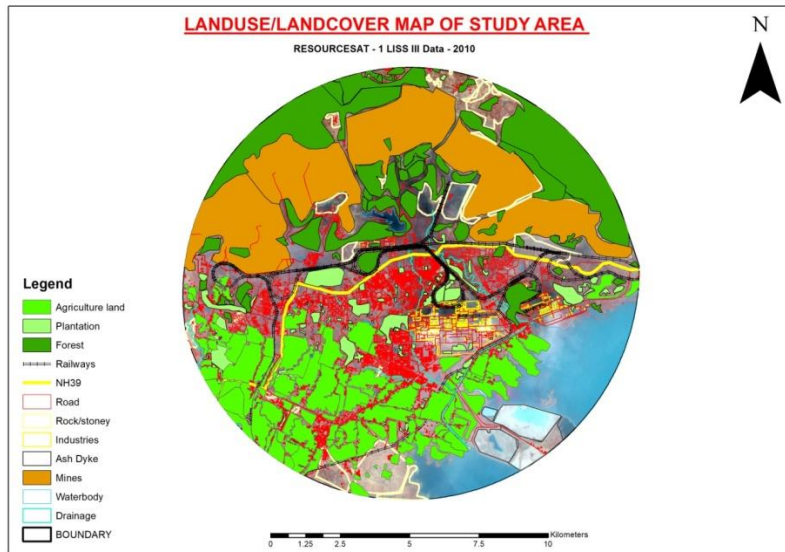 LANDUSE/LANDCOVER MAP OF STUDY AREA
RESOURCESAT - 1 LISS III Data - 2010
N
Legend
Agriculture land
Plantation
Forest
Railways
NH39
Road
Rock/stoney
Industries
Ash Dyke
Mines
Waterbody
Drainage
BOUNDARY
Kilometers
0 1.25 2.5 5 7.5 10